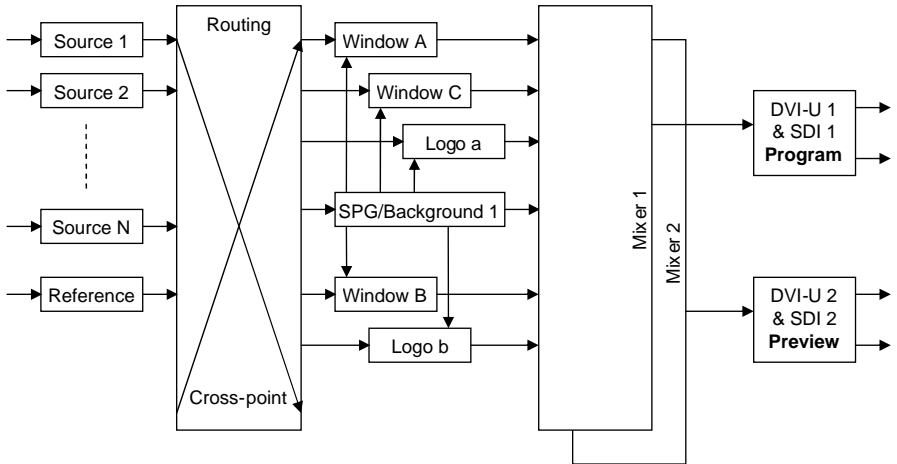 Source 1
Source 2
Source N
Reference
Routing
Cross-point
Window A
Window C
Logo a
SPG/Background 1
Window B
Logo b
Mixer 1
Mixer 2
DVI-U 1
& SDI 1
Program
DVI-U 2
& SDI 2
Preview